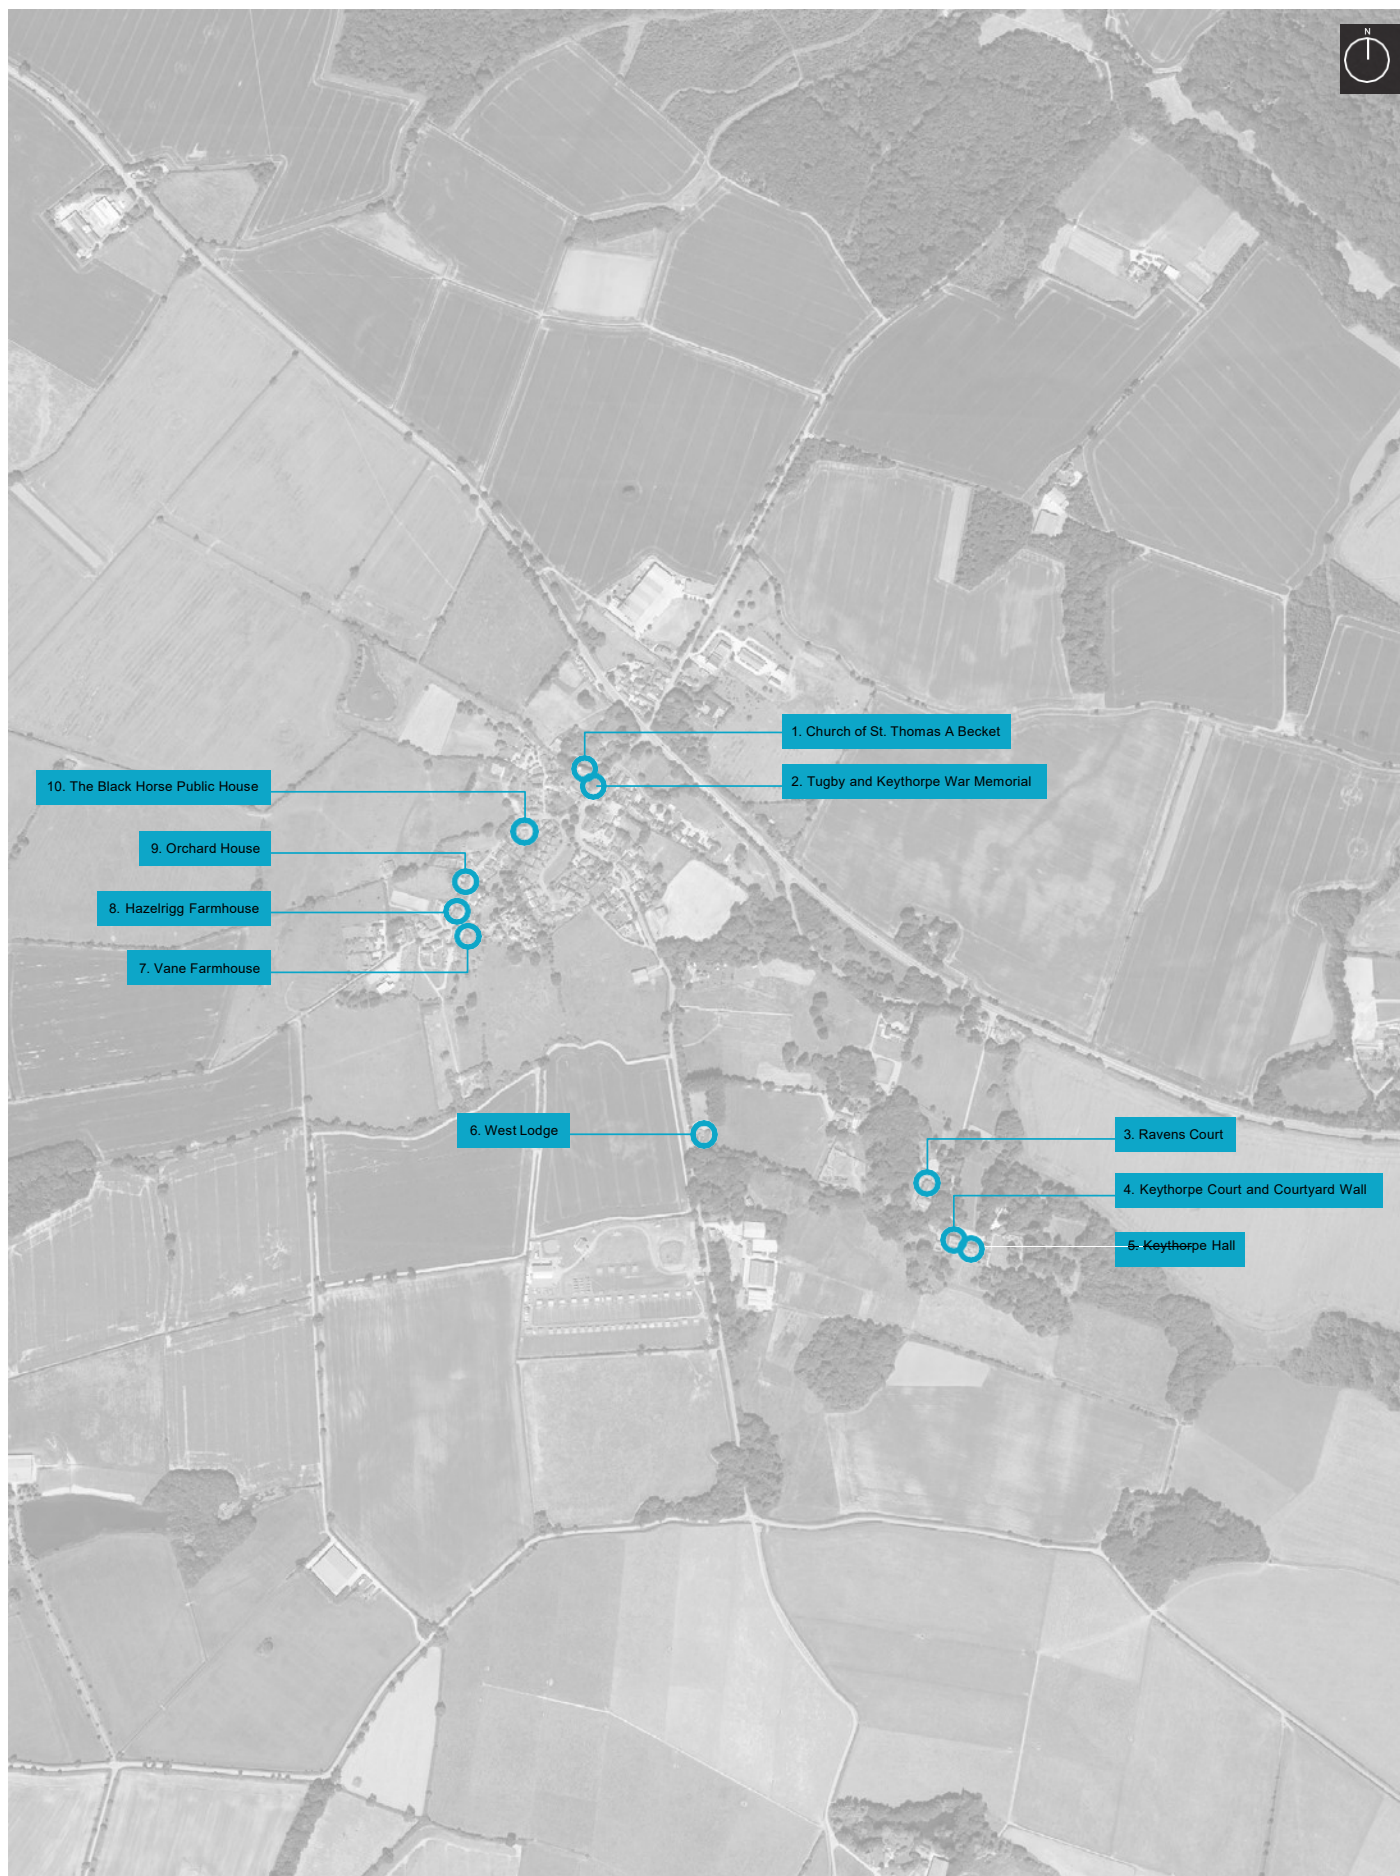 N
1. Church of St. Thomas A Becket
2. Tugby and Keythorpe War Memorial
10. The Black Horse Public House
9. Orchard House
8. Hazelrigg Farmhouse
7. Vane Farmhouse
6. West Lodge
3. Ravens Court
4. Keythorpe Court and Courtyard Wall
5. Keythorpe Hall